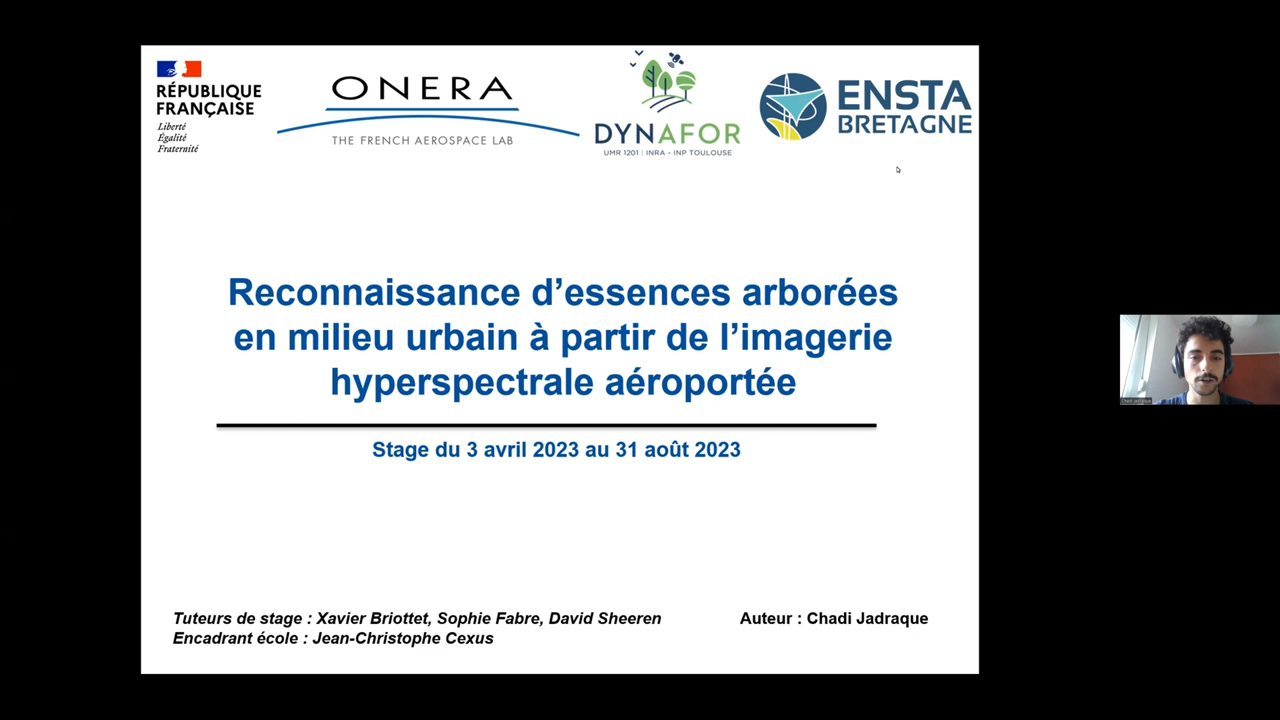 RÉPUBLIQUE
FRANÇAISE
Liberté
Égalité
Fraternité
ONERA
THE FRENCH AEROSPACE LAB
DYNAFOR
UMR 1201 | INRA - INP TOULOUSE
ENSTA
BRETAGNE
Reconnaissance d’essences arborées
en milieu urbain à partir de l’imagerie
hyperspectrale aéroportée
Stage du 3 avril 2023 au 31 août 2023
Tuteurs de stage : Xavier Briottet, Sophie Fabre, David Sheeren
Encadrant école : Jean-Christophe Cexus
Auteur : Chadi Jadraque